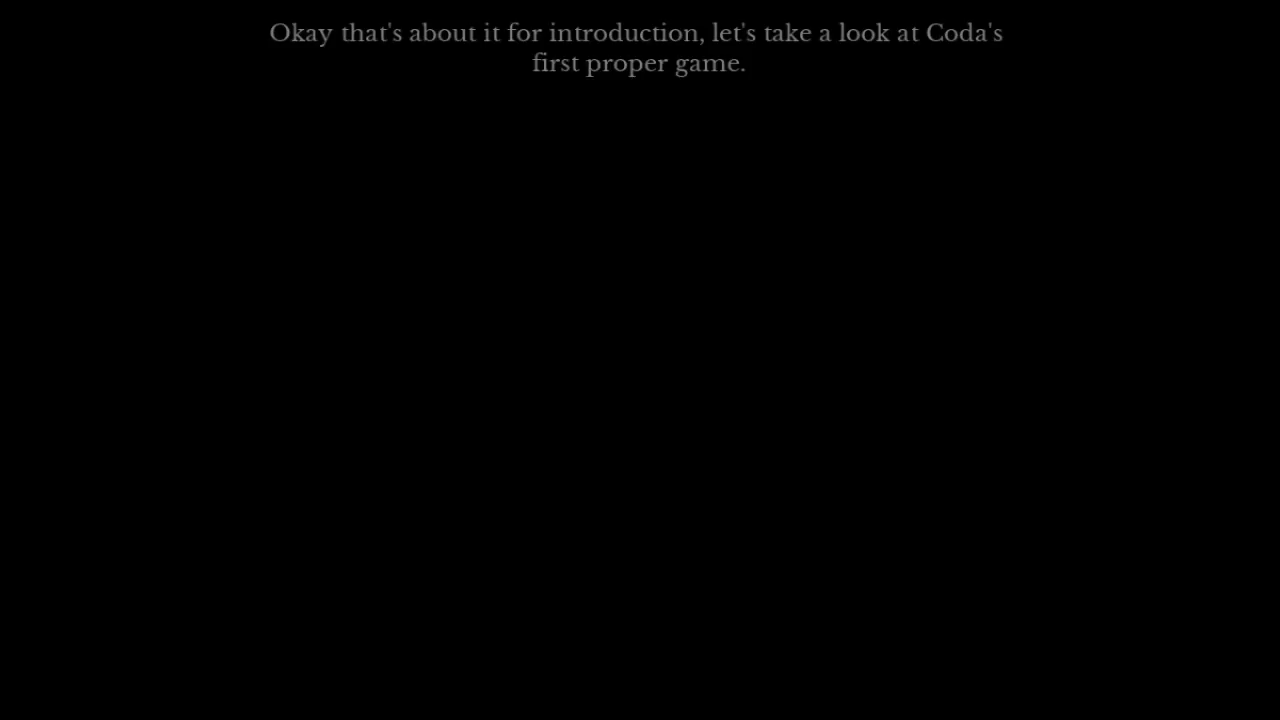 Okay that's about it for introduction, let's take a look at Coda's
first proper game.